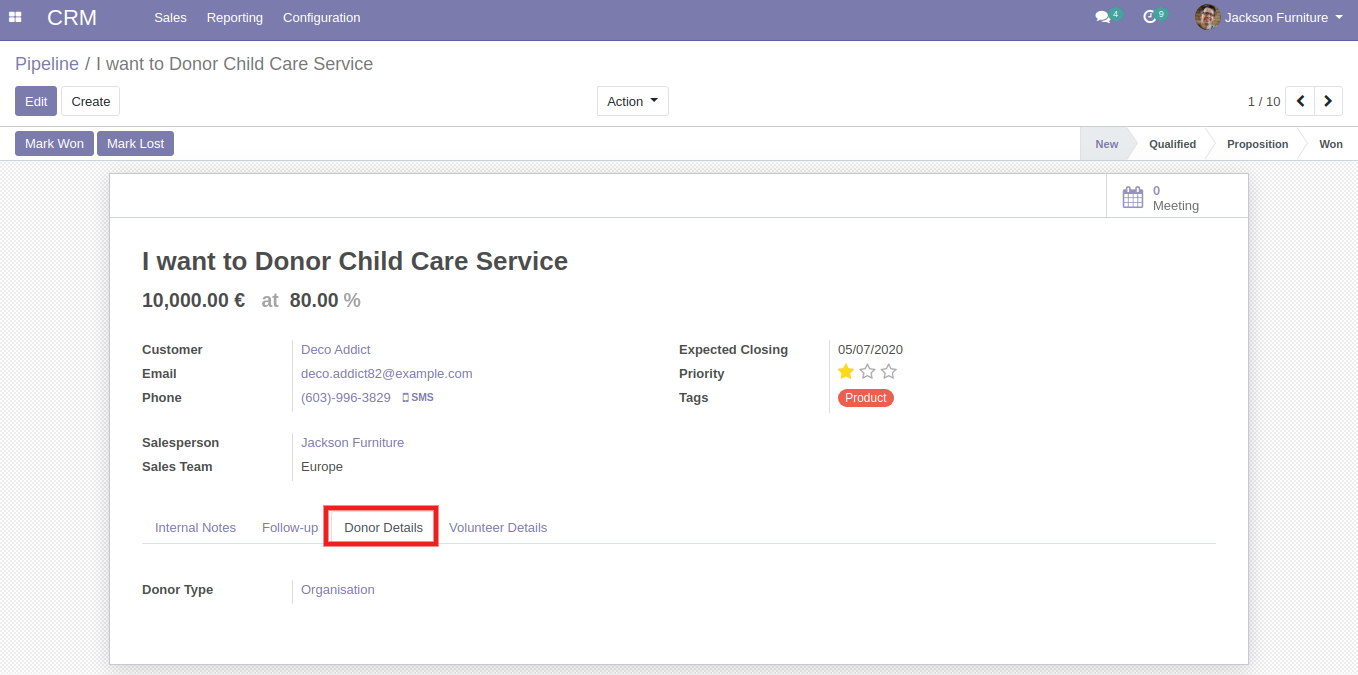 CRM Sales Reporting Configuration 4 9 Jackson Furniture
Pipeline / I want to Donor Child Care Service
Edit Create Action 1 / 10
Mark Won Mark Lost New Qualified Proposition Won
0
Meeting
I want to Donor Child Care Service
10,000.00 € at 80.00 %
Customer Deco Addict Expected Closing 05/07/2020
Email deco.addict82@example.com Priority
Phone (603)-996-3829 SMS Tags Product
Salesperson Jackson Furniture
Sales Team Europe
Internal Notes Follow-up Donor Details Volunteer Details
Donor Type Organisation